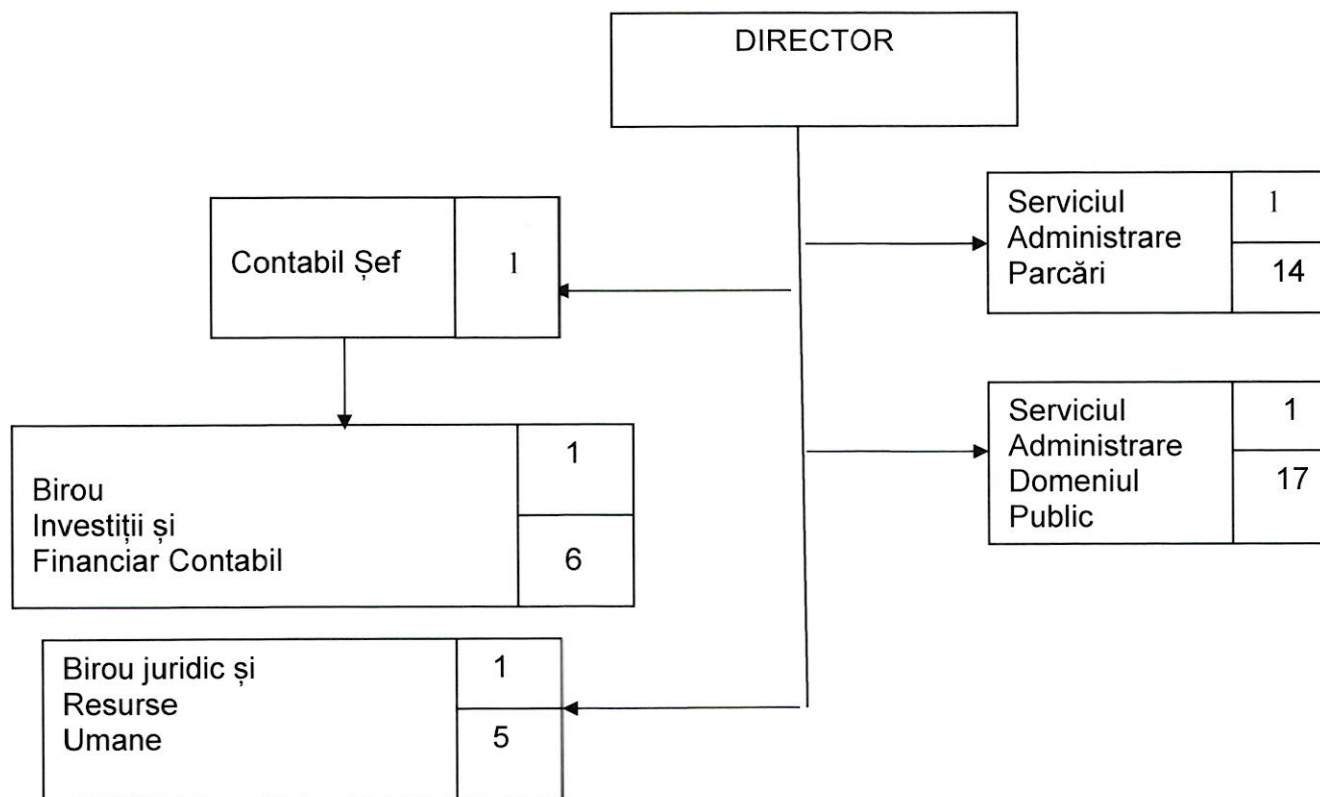 DIRECTOR
Contabil Șef
1
Serviciul
Administrare
Parcări
1
14
Birou
Investiții și
Financiar Contabil
1
6
Serviciul
Administrare
Domeniul
Public
1
17
Birou juridic și
Resurse
Umane
1
5